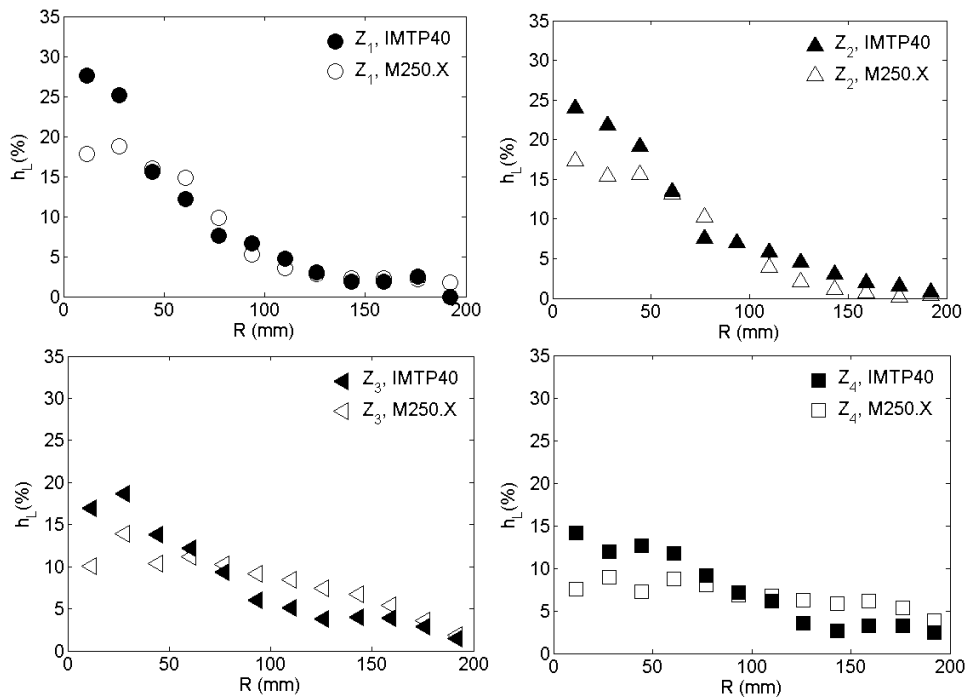 35
30
25
20
15
10
5
0
h_L(%)
Z_1, IMTP40
Z_1, M250.X
0 50 100 150 200
R (mm)
35
30
25
20
15
10
5
0
h_L(%)
Z_2, IMTP40
Z_2, M250.X
0 50 100 150 200
R (mm)
35
30
25
20
15
10
5
0
h_L(%)
Z_3, IMTP40
Z_3, M250.X
0 50 100 150 200
R (mm)
35
30
25
20
15
10
5
0
h_L(%)
Z_4, IMTP40
Z_4, M250.X
0 50 100 150 200
R (mm)